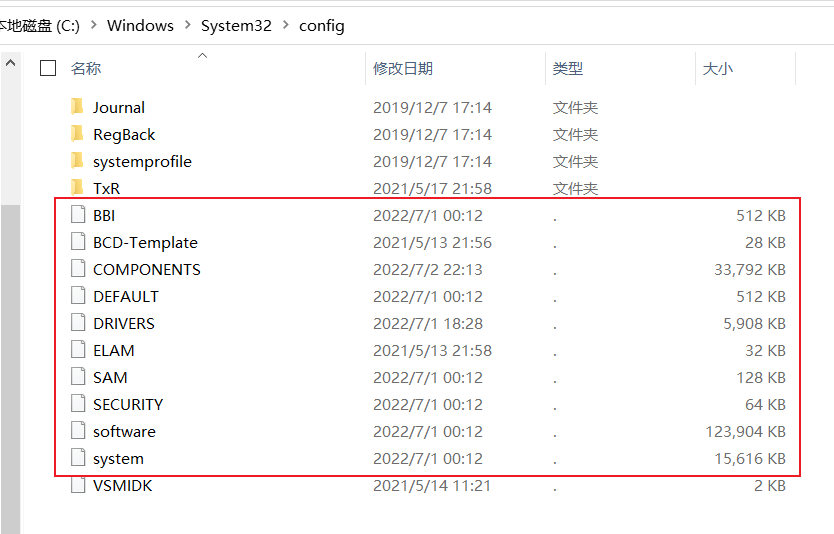 本地磁盘 (C:) > Windows > System32 > config
名称 修改日期 类型 大小
Journal 2019/12/7 17:14 文件夹
RegBack 2019/12/7 17:14 文件夹
systemprofile 2019/12/7 17:14 文件夹
TxR 2021/5/17 21:58 文件夹
BBI 2022/7/1 00:12 . 512 KB
BCD-Template 2021/5/13 21:56 . 28 KB
COMPONENTS 2022/7/2 22:13 . 33,792 KB
DEFAULT 2022/7/1 00:12 . 512 KB
DRIVERS 2022/7/1 18:28 . 5,908 KB
ELAM 2021/5/13 21:58 . 32 KB
SAM 2022/7/1 00:12 . 128 KB
SECURITY 2022/7/1 00:12 . 64 KB
software 2022/7/1 00:12 . 123,904 KB
system 2022/7/1 00:12 . 15,616 KB
VSMIDK 2021/5/14 11:21 . 2 KB